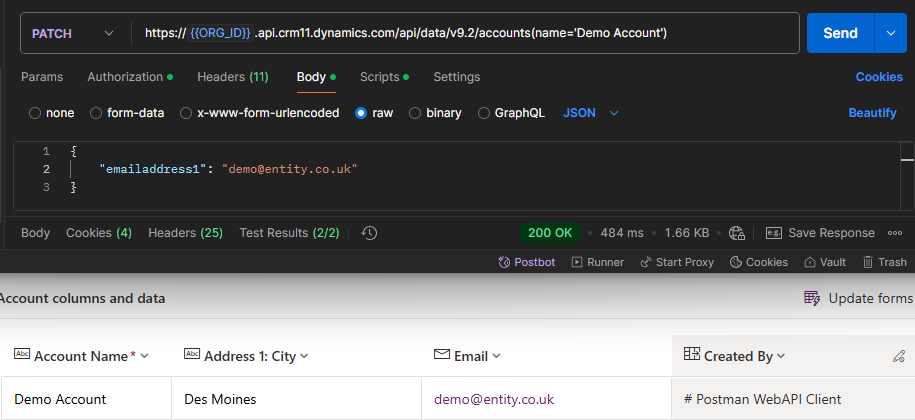 PATCH https:// {{ORG_ID}} .api.crm11.dynamics.com/api/data/v9.2/accounts(name='Demo Account') Send
Params Authorization Headers (11) Body Scripts Settings Cookies
none form-data x-www-form-urlencoded raw binary GraphQL JSON Beautify
1 {
2 "emailaddress1": "demo@entity.co.uk"
3 }
Body Cookies (4) Headers (25) Test Results (2/2) 200 OK • 484 ms • 1.66 KB e.g. Save Response
Postbot Runner Start Proxy Cookies Vault Trash
Account columns and data Update forms
Abc Account Name* Abc Address 1: City Email Created By
Demo Account Des Moines demo@entity.co.uk # Postman WebAPI Client